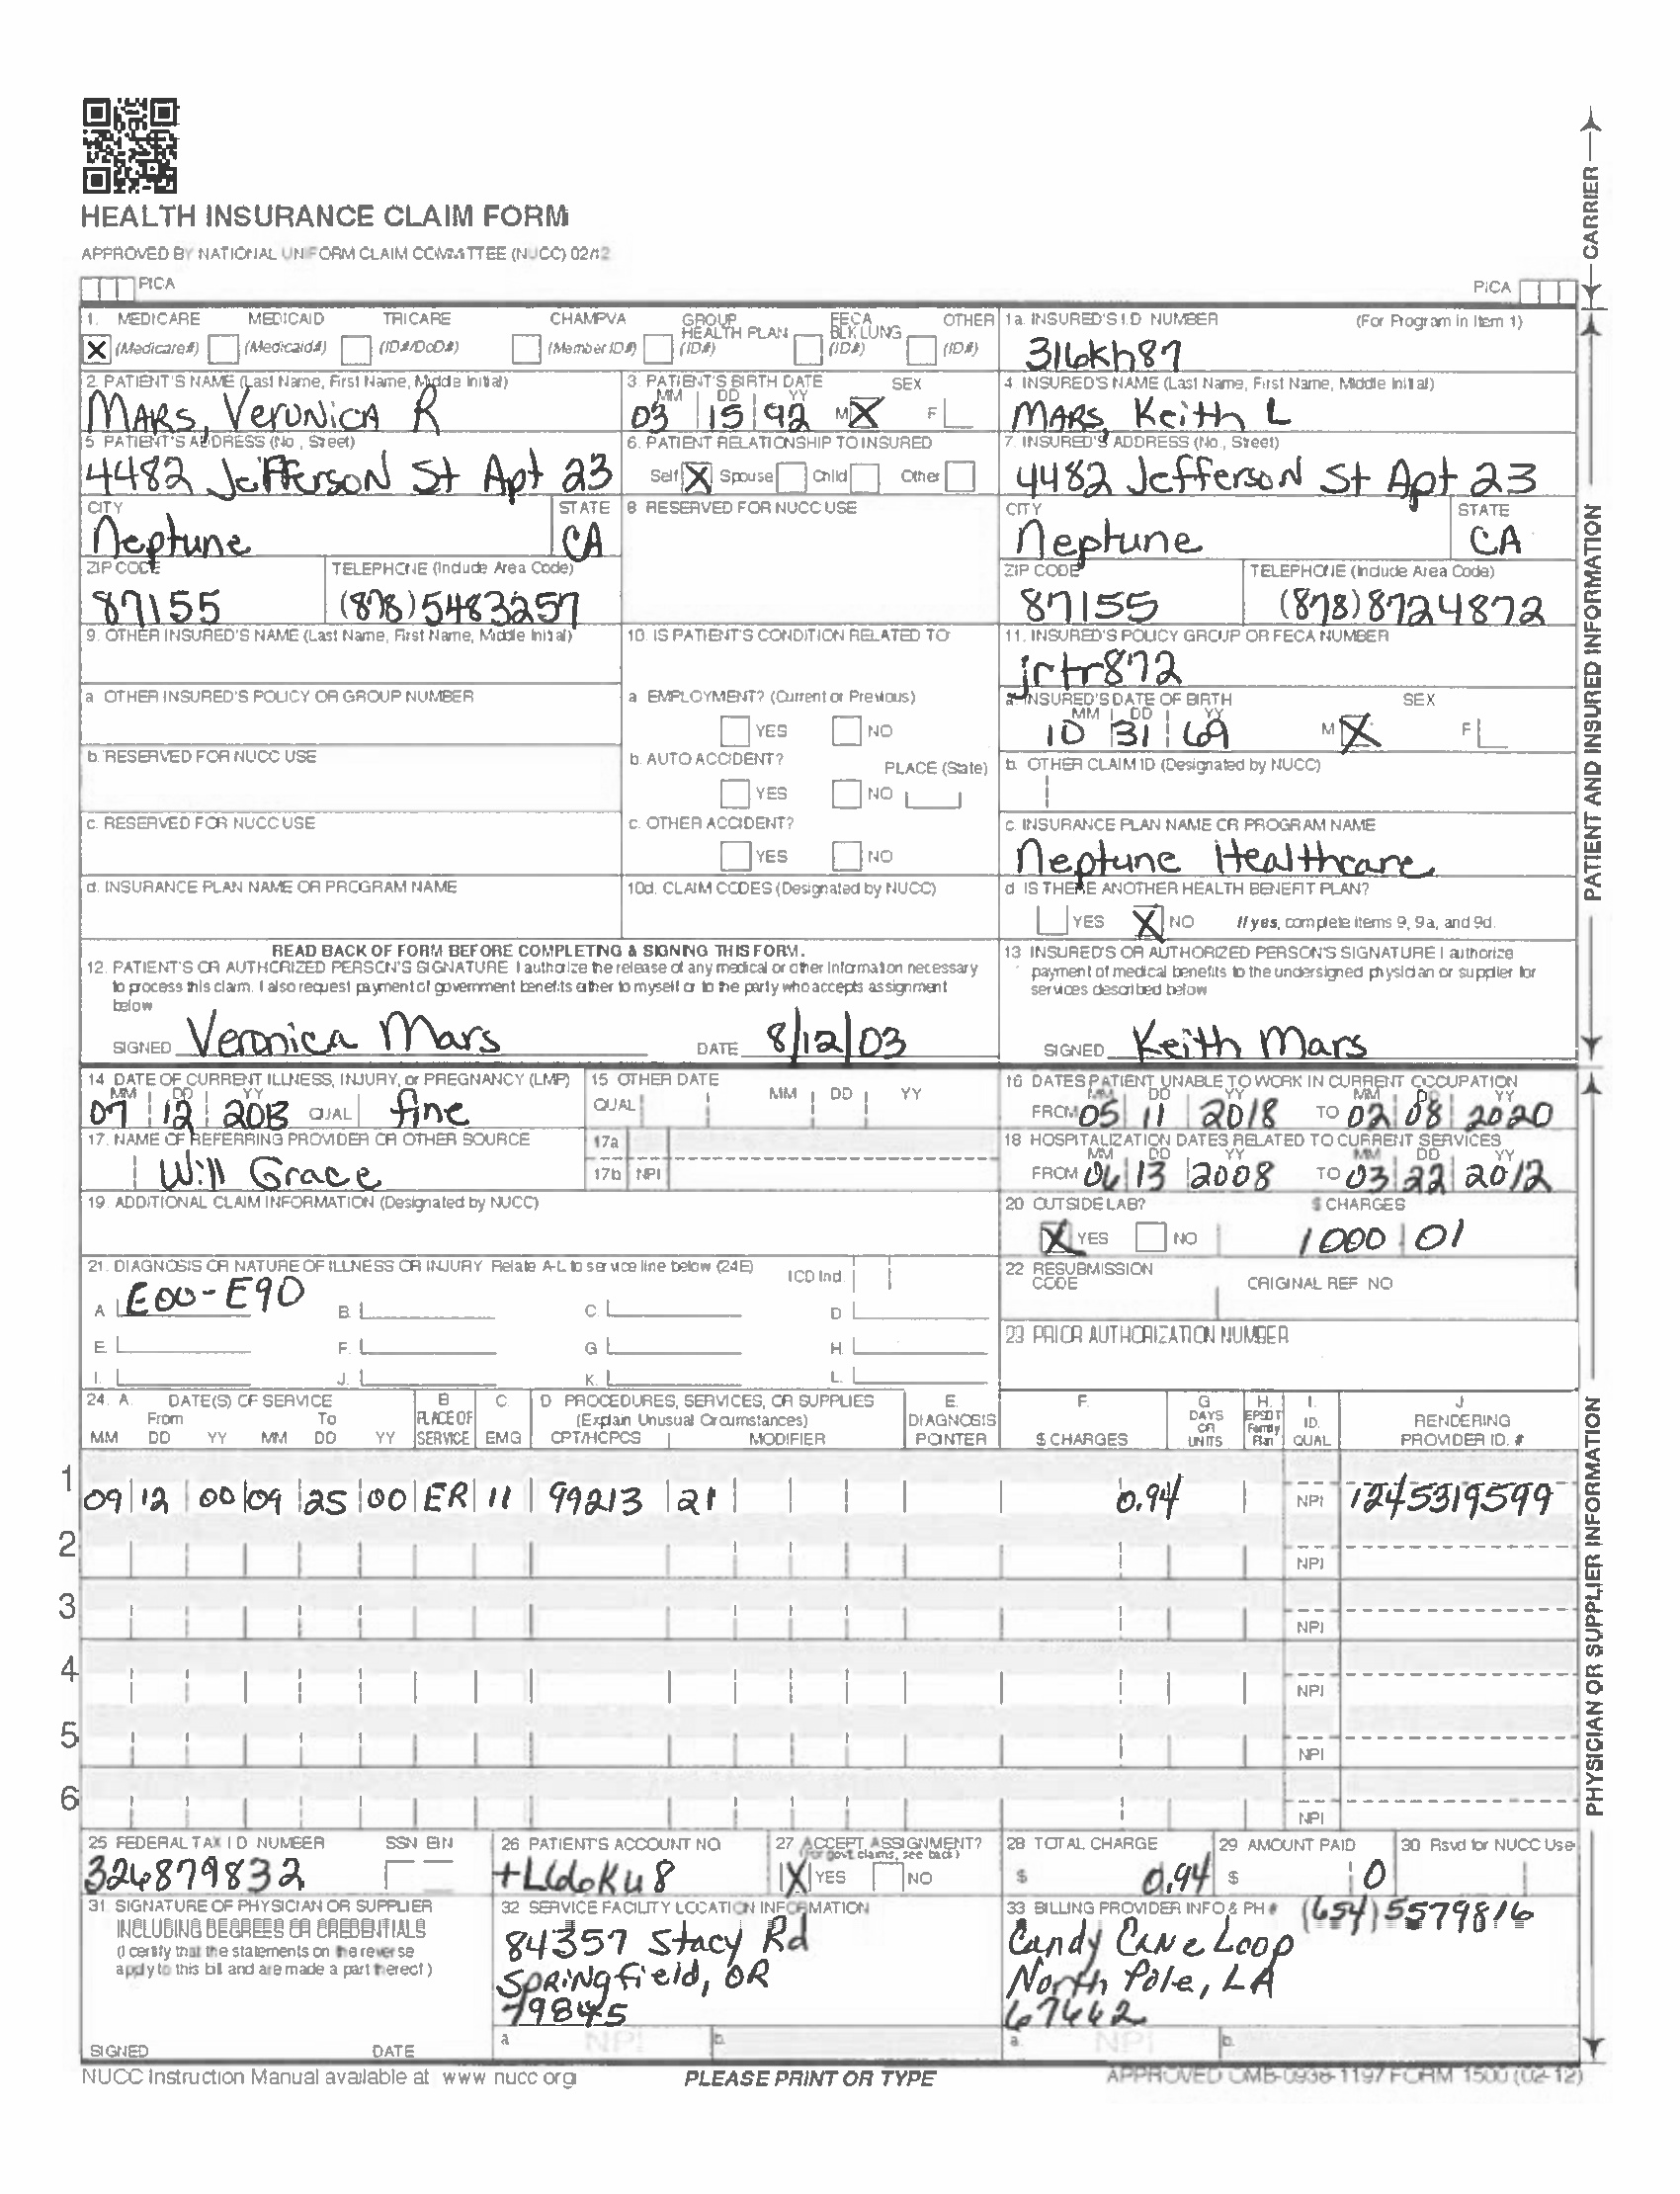 HEALTH INSURANCE CLAIM FORM
APPROVED BY NATIONAL UNIFORM CLAIM COMMITTEE (NUCC) 02/12
PICA
PICA
CARRIER
1. MEDICARE MEDICAID TRICARE CHAMPVA GROUP HEALTH PLAN FECA BLK LUNG OTHER
X (Medicare#) (Medicaid#) (ID#/DoD#) (Member ID#) (ID#) (ID#) (ID#)
1a. INSURED'S I.D. NUMBER (For Program in Item 1)
316kh87
2. PATIENT'S NAME (Last Name, First Name, Middle Initial)
MARS, VERONICA R
3. PATIENT'S BIRTH DATE SEX
MM DD YY
03 15 92 M X F
4. INSURED'S NAME (Last Name, First Name, Middle Initial)
MARS, Keith L
5. PATIENT'S ADDRESS (No., Street)
4482 Jefferson St Apt 23
6. PATIENT RELATIONSHIP TO INSURED
Self X Spouse Child Other
7. INSURED'S ADDRESS (No., Street)
4482 Jefferson St Apt 23
CITY STATE
Neptune CA
8. RESERVED FOR NUCC USE
CITY STATE
Neptune CA
ZIP CODE TELEPHONE (Include Area Code)
87155 (878) 5483257
ZIP CODE TELEPHONE (Include Area Code)
87155 (878) 8724872
9. OTHER INSURED'S NAME (Last Name, First Name, Middle Initial)
10. IS PATIENT'S CONDITION RELATED TO
11. INSURED'S POLICY GROUP OR FECA NUMBER
jrtr872
a. OTHER INSURED'S POLICY OR GROUP NUMBER
a. EMPLOYMENT? (Current or Previous)
YES NO
a. INSURED'S DATE OF BIRTH SEX
MM DD YY
10 31 69 M X F
b. RESERVED FOR NUCC USE
b. AUTO ACCIDENT? PLACE (State)
YES NO
b. OTHER CLAIM ID (Designated by NUCC)
c. RESERVED FOR NUCC USE
c. OTHER ACCIDENT?
YES NO
c. INSURANCE PLAN NAME OR PROGRAM NAME
Neptune Healthcare
d. INSURANCE PLAN NAME OR PROGRAM NAME
10d. CLAIM CODES (Designated by NUCC)
d. IS THERE ANOTHER HEALTH BENEFIT PLAN?
YES X NO If yes, complete items 9, 9a, and 9d.
PATIENT AND INSURED INFORMATION
READ BACK OF FORM BEFORE COMPLETING & SIGNING THIS FORM.
12. PATIENT'S OR AUTHORIZED PERSON'S SIGNATURE I authorize the release of any medical or other information necessary
to process this claim. I also request payment of government benefits either to myself or to the party who accepts assignment
below
SIGNED Veronica Mars DATE 8/12/03
13. INSURED'S OR AUTHORIZED PERSON'S SIGNATURE I authorize
payment of medical benefits to the undersigned physician or supplier for
services described below
SIGNED Keith Mars
14. DATE OF CURRENT ILLNESS, INJURY, or PREGNANCY (LMP)
MM DD YY
07 12 2013 QUAL fine
15. OTHER DATE
QUAL MM DD YY
16. DATES PATIENT UNABLE TO WORK IN CURRENT OCCUPATION
MM DD YY MM DD YY
FROM 05 11 2018 TO 02 08 2020
17. NAME OF REFERRING PROVIDER OR OTHER SOURCE
Will Grace
17a
17b NPI
18. HOSPITALIZATION DATES RELATED TO CURRENT SERVICES
MM DD YY MM DD YY
FROM 06 13 2008 TO 03 22 2012
19. ADDITIONAL CLAIM INFORMATION (Designated by NUCC)
20. OUTSIDE LAB? $ CHARGES
X YES NO 1000 01
21. DIAGNOSIS OR NATURE OF ILLNESS OR INJURY Relate A-L to service line below (24E) ICD Ind.
A. E00-E90 B. C. D.
E. F. G. H.
I. J. K. L.
22. RESUBMISSION CODE ORIGINAL REF NO
23. PRIOR AUTHORIZATION NUMBER
24. A. DATE(S) OF SERVICE B. C. D. PROCEDURES, SERVICES, OR SUPPLIES E. F. G. H. I. J.
From To PLACE OF (Explain Unusual Circumstances) DIAGNOSIS DAYS OR EPSDT Family ID. RENDERING
MM DD YY MM DD YY SERVICE EMG CPT/HCPCS MODIFIER POINTER $ CHARGES UNITS Plan QUAL PROVIDER ID. #
1 09 12 00 09 25 00 ER 11 99213 21 0.94 NPI 1245319599
2 NPI
3 NPI
4 NPI
5 NPI
6 NPI
25. FEDERAL TAX I.D. NUMBER SSN EIN
326879832
26. PATIENT'S ACCOUNT NO
+L66Ku8
27. ACCEPT ASSIGNMENT?
(For govt. claims, see back)
X YES NO
28. TOTAL CHARGE
$ 0.94
29. AMOUNT PAID
$ 0
30. Rsvd for NUCC Use
31. SIGNATURE OF PHYSICIAN OR SUPPLIER
INCLUDING DEGREES OR CREDENTIALS
(I certify that the statements on the reverse
apply to this bill and are made a part thereof.)
SIGNED DATE
32. SERVICE FACILITY LOCATION INFORMATION
84357 Stacy Rd
Springfield, OR
79845
a. NPI b.
33. BILLING PROVIDER INFO & PH # (654) 5579816
Candy Cane Loop
North Pole, LA
67662
a. NPI b.
PHYSICIAN OR SUPPLIER INFORMATION
NUCC Instruction Manual available at: www.nucc.org
PLEASE PRINT OR TYPE
APPROVED OMB-0938-1197 FORM 1500 (02-12)